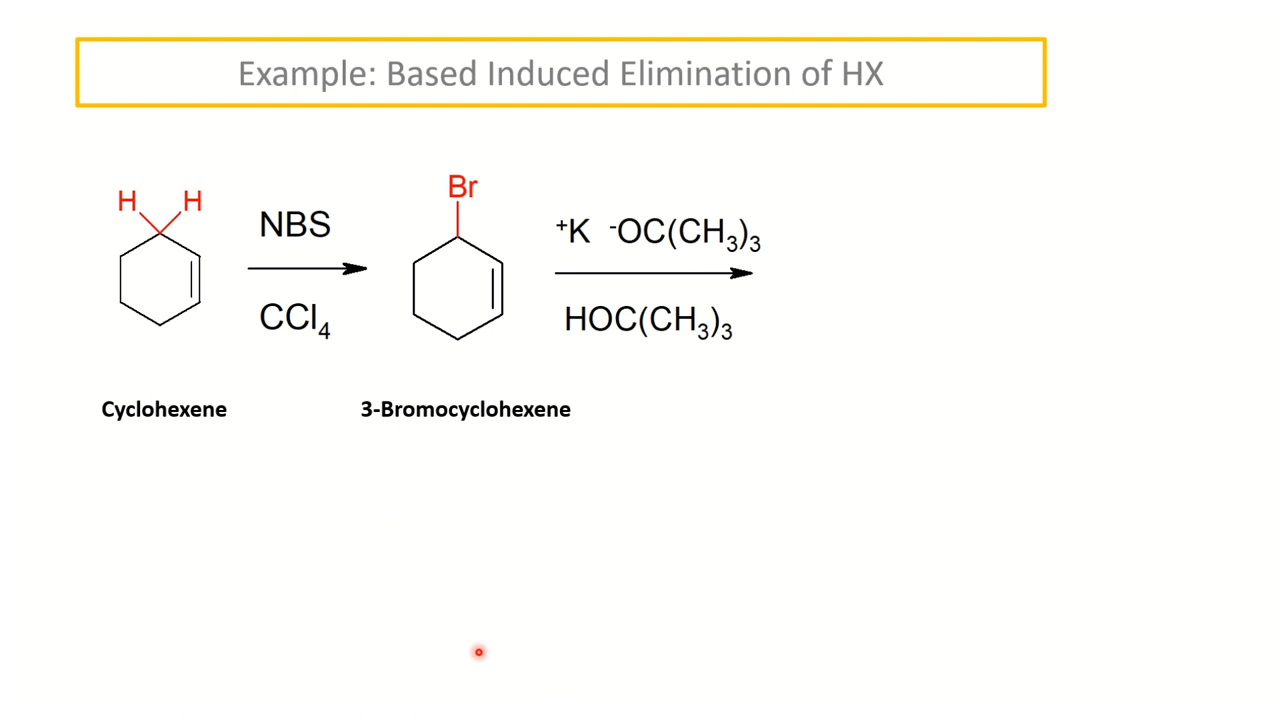 Example: Based Induced Elimination of HX
H H
NBS
CCl4
Br
+K -OC(CH3)3
HOC(CH3)3
Cyclohexene
3-Bromocyclohexene